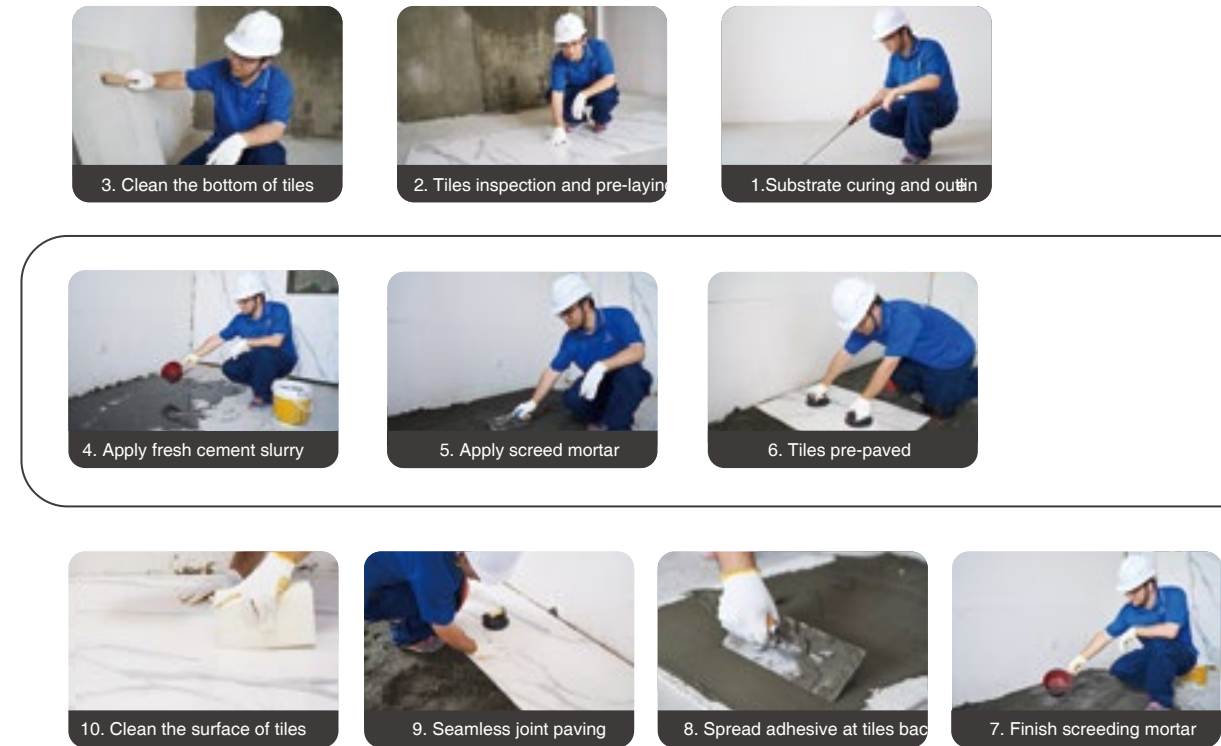 3. Clean the bottom of tiles
2. Tiles inspection and pre-laying
1.Substrate curing and
4. Apply fresh cement slurry
5. Apply screed mortar
6. Tiles pre-paved
10. Clean the surface of tiles
9. Seamless joint paving
8. Spread adhesive at tiles bac
7. Finish screeding mortar